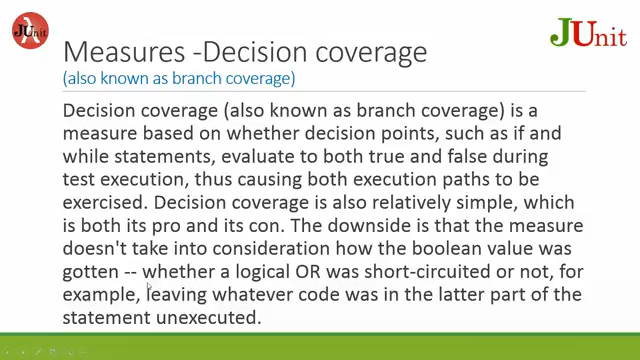 JUnit
JUnit
Measures -Decision coverage
(also known as branch coverage)
Decision coverage (also known as branch coverage) is a
measure based on whether decision points, such as if and
while statements, evaluate to both true and false during
test execution, thus causing both execution paths to be
exercised. Decision coverage is also relatively simple, which
is both its pro and its con. The downside is that the measure
doesn't take into consideration how the boolean value was
gotten -- whether a logical OR was short-circuited or not, for
example, leaving whatever code was in the latter part of the
statement unexecuted.